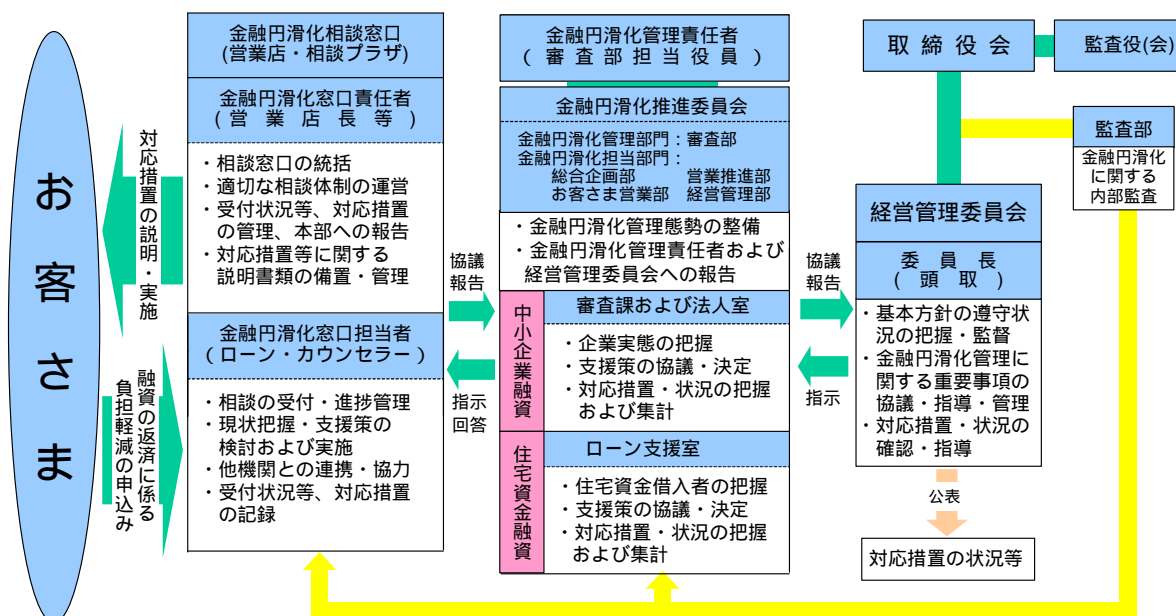 お客さま
対応措置の説明・実施
融資の返済に係る
負担軽減の申込み
金融円滑化相談窓口
(営業店・相談プラザ)
金融円滑化窓口責任者
(営業店長等)
・相談窓口の統括
・適切な相談体制の運営
・受付状況等、対応措置
の管理、本部への報告
・対応措置等に関する
説明書類の備置・管理
金融円滑化窓口担当者
(ローン・カウンセラー)
・相談の受付・進捗管理
・現状把握・支援策の
検討および実施
・他機関との連携・協力
・受付状況等、対応措置
の記録
協議
報告
指示
回答
金融円滑化管理責任者
(審査部担当役員)
金融円滑化推進委員会
金融円滑化管理部門：審査部
金融円滑化担当部門：
総合企画部 営業推進部
お客さま営業部 経営管理部
・金融円滑化管理態勢の整備
・金融円滑化管理責任者および
経営管理委員会への報告
中小企業融資
審査課および法人室
・企業実態の把握
・支援策の協議・決定
・対応措置・状況の把握
および集計
住宅資金融資
ローン支援室
・住宅資金借入者の把握
・支援策の協議・決定
・対応措置・状況の把握
および集計
協議
報告
指示
取締役会
監査役(会)
監査部
金融円滑化
に関する
内部監査
経営管理委員会
委員長
(頭取)
・基本方針の遵守状
況の把握・監督
・金融円滑化管理に
関する重要事項の
協議・指導・管理
・対応措置・状況の
確認・指導
公表
対応措置の状況等